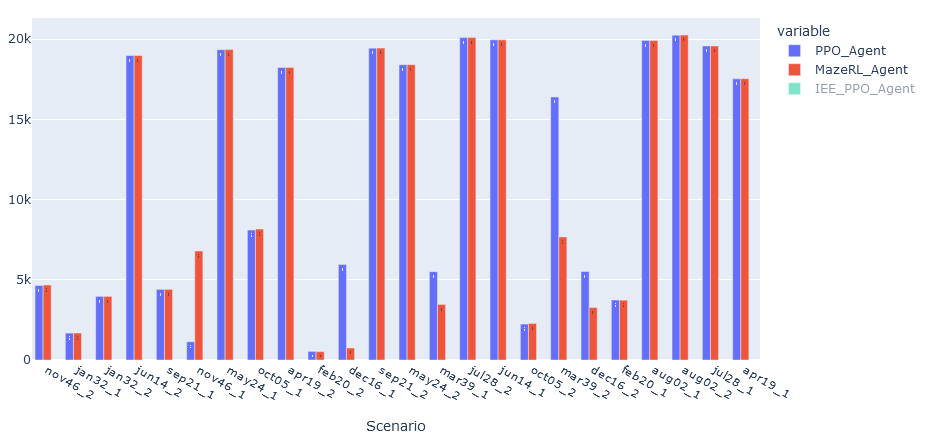 variable
PPO_Agent
MazeRL_Agent
IEE_PPO_Agent
20k
15k
10k
5k
0
nov46_2
jan32_1
jan32_2
jun14_2
sep21_1
nov46_1
may24_1
oct05_1
apr19_2
feb20_2
dec16_1
sep21_2
may24_2
mar39_1
jul28_2
jun14_1
oct05_2
mar39_2
dec16_2
feb20_1
aug02_1
aug02_2
jul28_1
apr19_1
Scenario